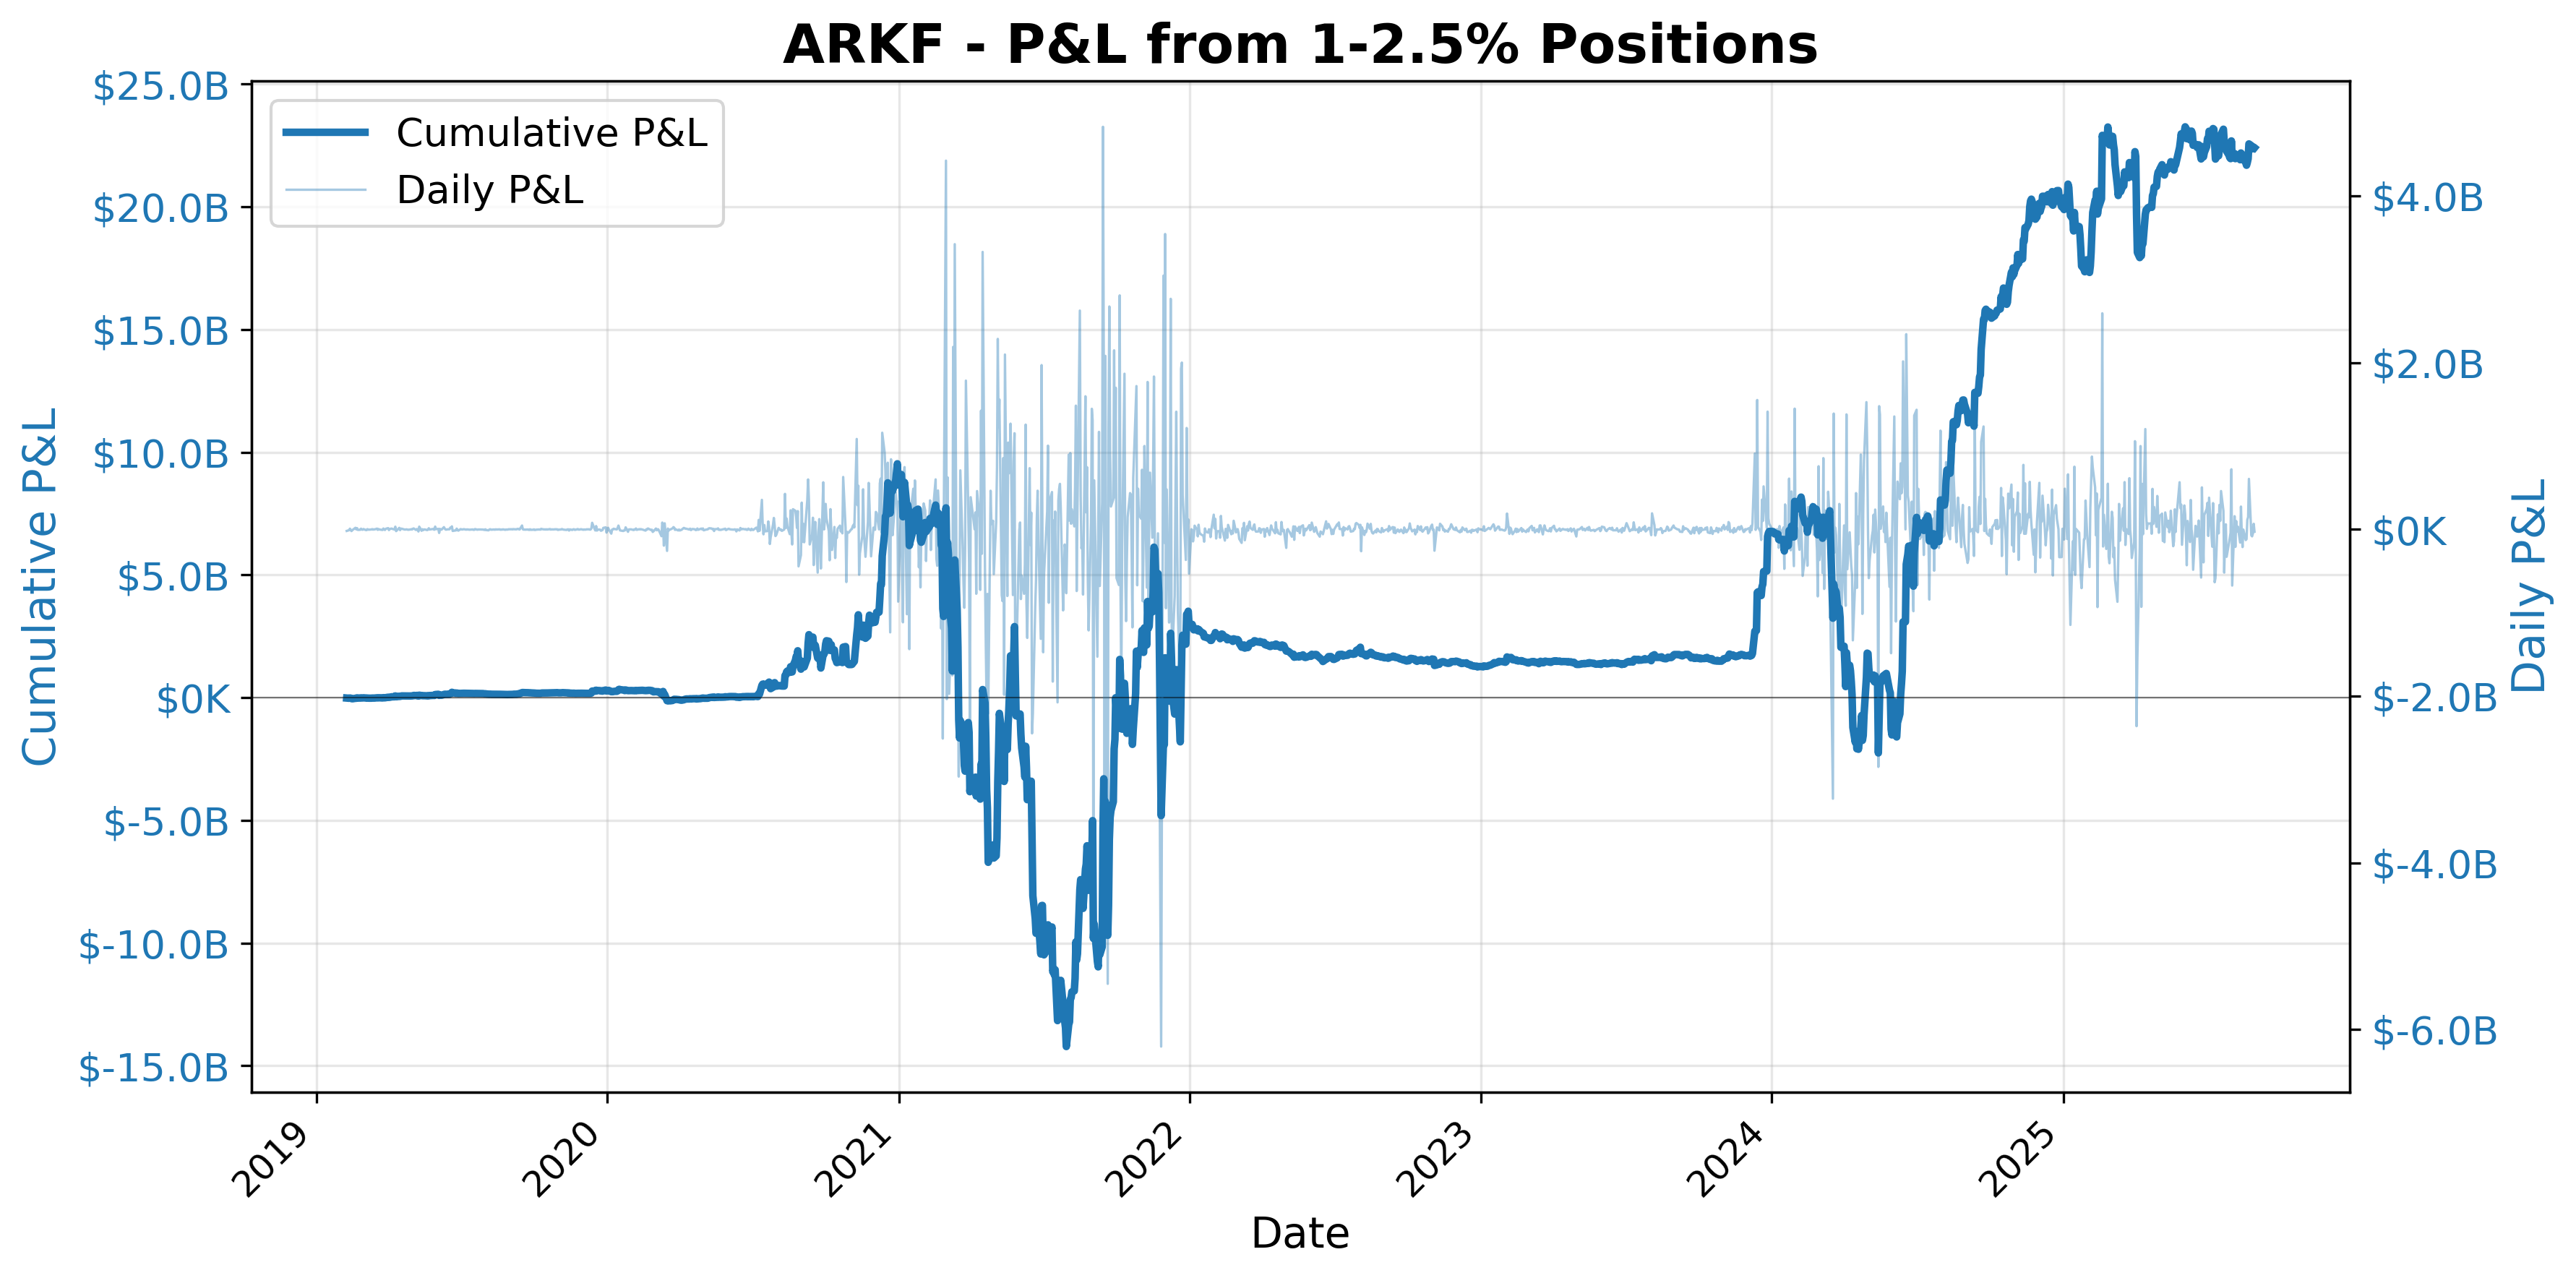 ARKF - P&L from 1-2.5% Positions
Cumulative P&L
Daily P&L
$25.0B
$20.0B
$15.0B
$10.0B
$5.0B
$0K
$-5.0B
$-10.0B
$-15.0B
Cumulative P&L
$4.0B
$2.0B
$0K
$-2.0B
$-4.0B
$-6.0B
Daily P&L
2019
2020
2021
2022
2023
2024
2025
Date